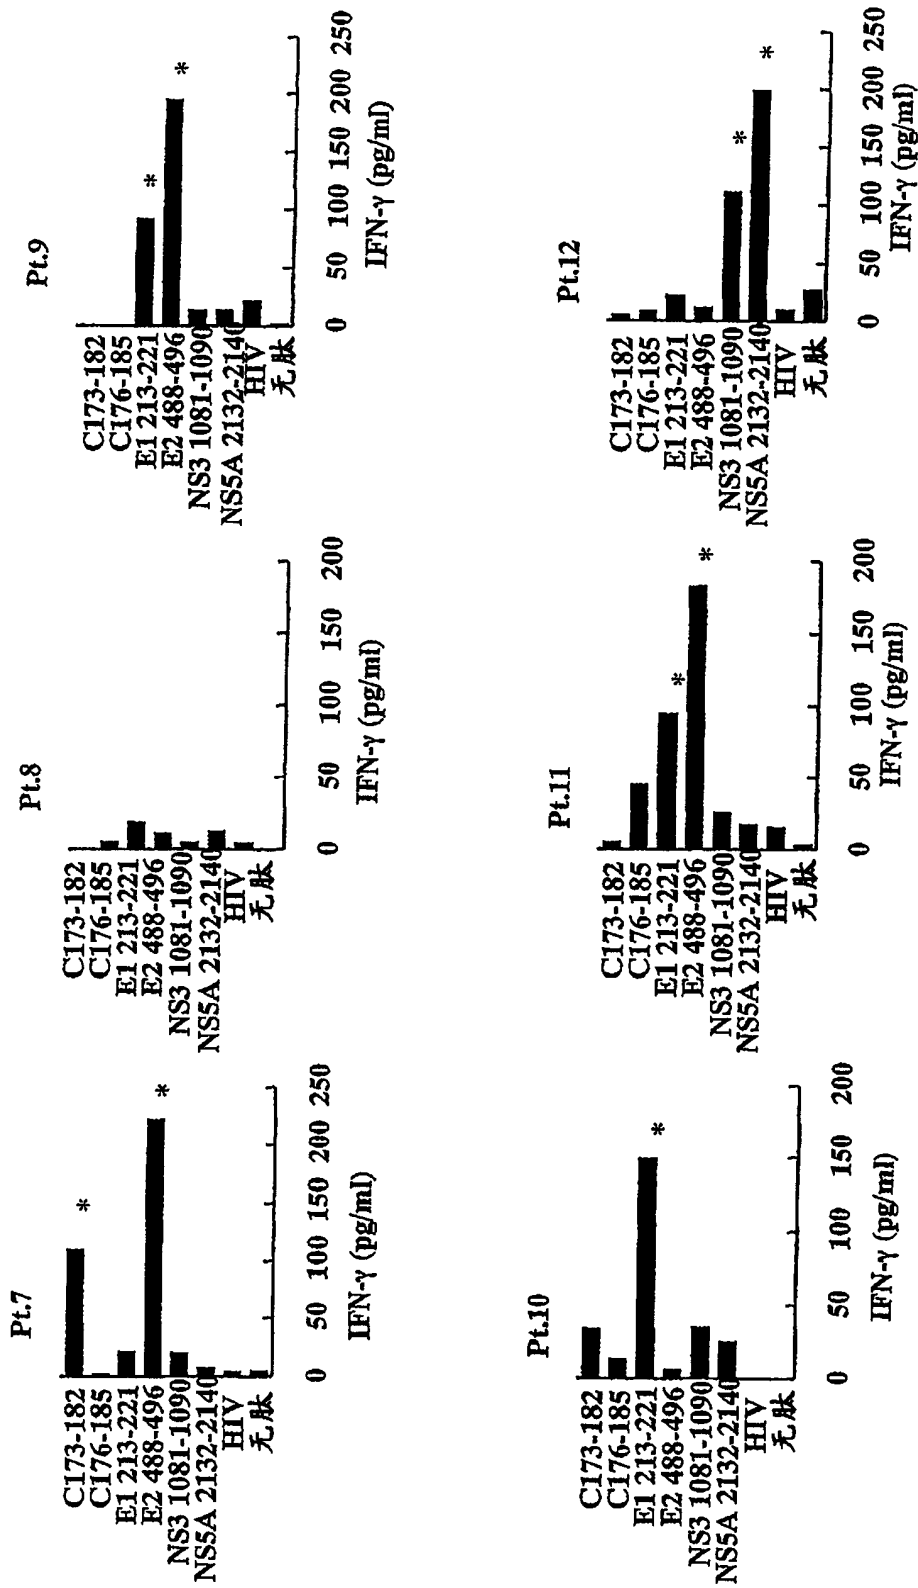 Pt.7
C173-182
C176-185
E1 213-221
E2 488-496
NS3 1081-1090
NS5A 2132-2140
HIV
无肽
*
*
0 50 100 150 200 250
IFN-γ (pg/ml)
Pt.8
C173-182
C176-185
E1 213-221
E2 488-496
NS3 1081-1090
NS5A 2132-2140
HIV
无肽
0 50 100 150 200
IFN-γ (pg/ml)
Pt.9
C173-182
C176-185
E1 213-221
E2 488-496
NS3 1081-1090
NS5A 2132-2140
HIV
无肽
*
*
0 50 100 150 200 250
IFN-γ (pg/ml)
Pt.10
C173-182
C176-185
E1 213-221
E2 488-496
NS3 1081-1090
NS5A 2132-2140
HIV
无肽
*
0 50 100 150 200
IFN-γ (pg/ml)
Pt.11
C173-182
C176-185
E1 213-221
E2 488-496
NS3 1081-1090
NS5A 2132-2140
HIV
无肽
*
*
0 50 100 150 200
IFN-γ (pg/ml)
Pt.12
C173-182
C176-185
E1 213-221
E2 488-496
NS3 1081-1090
NS5A 2132-2140
HIV
无肽
*
*
0 50 100 150 200 250
IFN-γ (pg/ml)